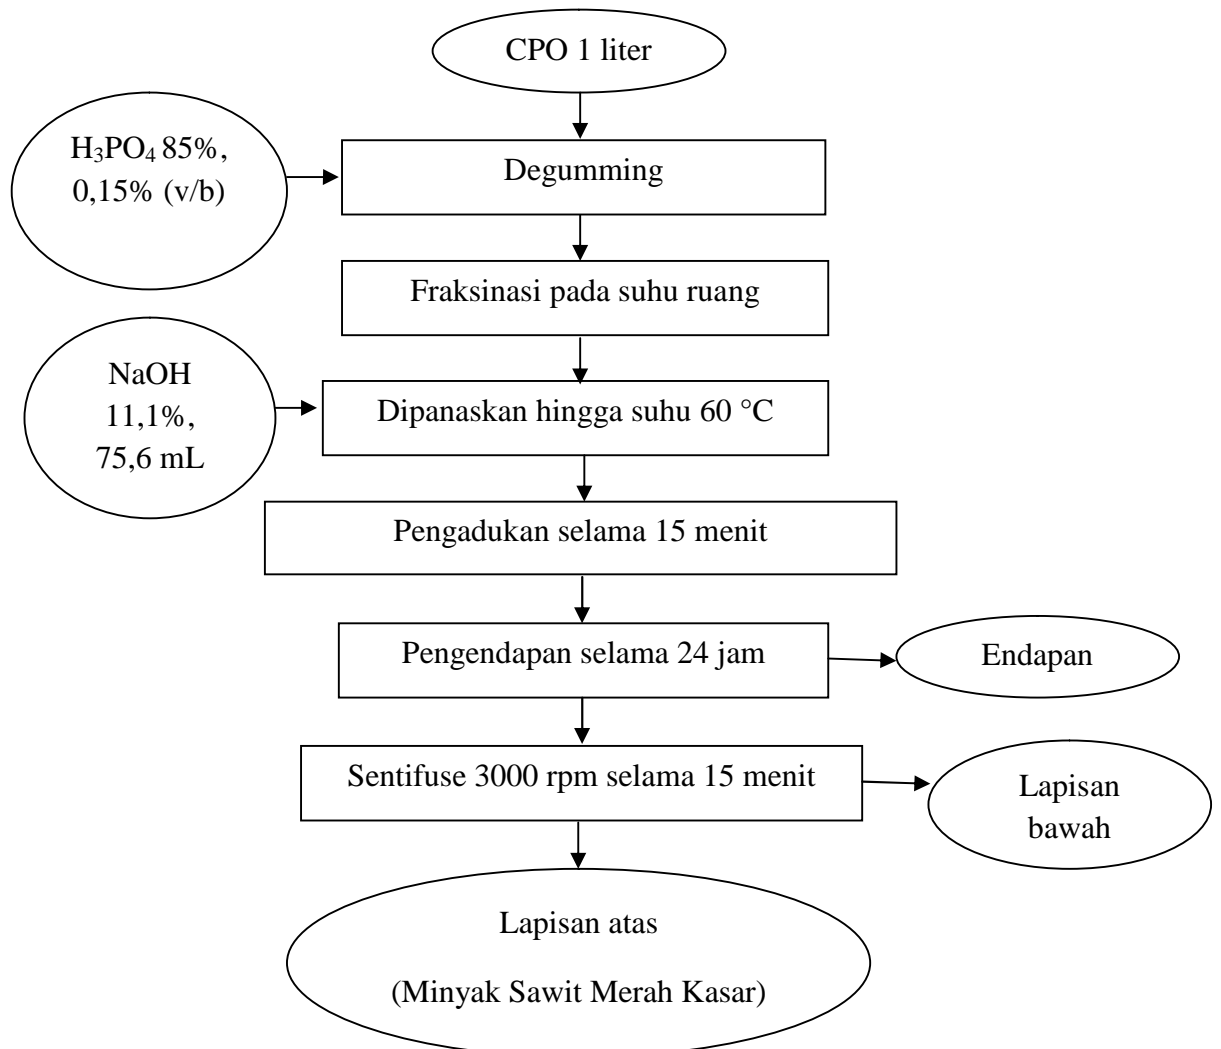 CPO 1 liter
H₃PO₄ 85%,
0,15% (v/b)
Degumming
Fraksinasi pada suhu ruang
NaOH
11,1%,
75,6 mL
Dipanaskan hingga suhu 60 °C
Pengadukan selama 15 menit
Pengendapan selama 24 jam
Endapan
Sentifuse 3000 rpm selama 15 menit
Lapisan
bawah
Lapisan atas
(Minyak Sawit Merah Kasar)